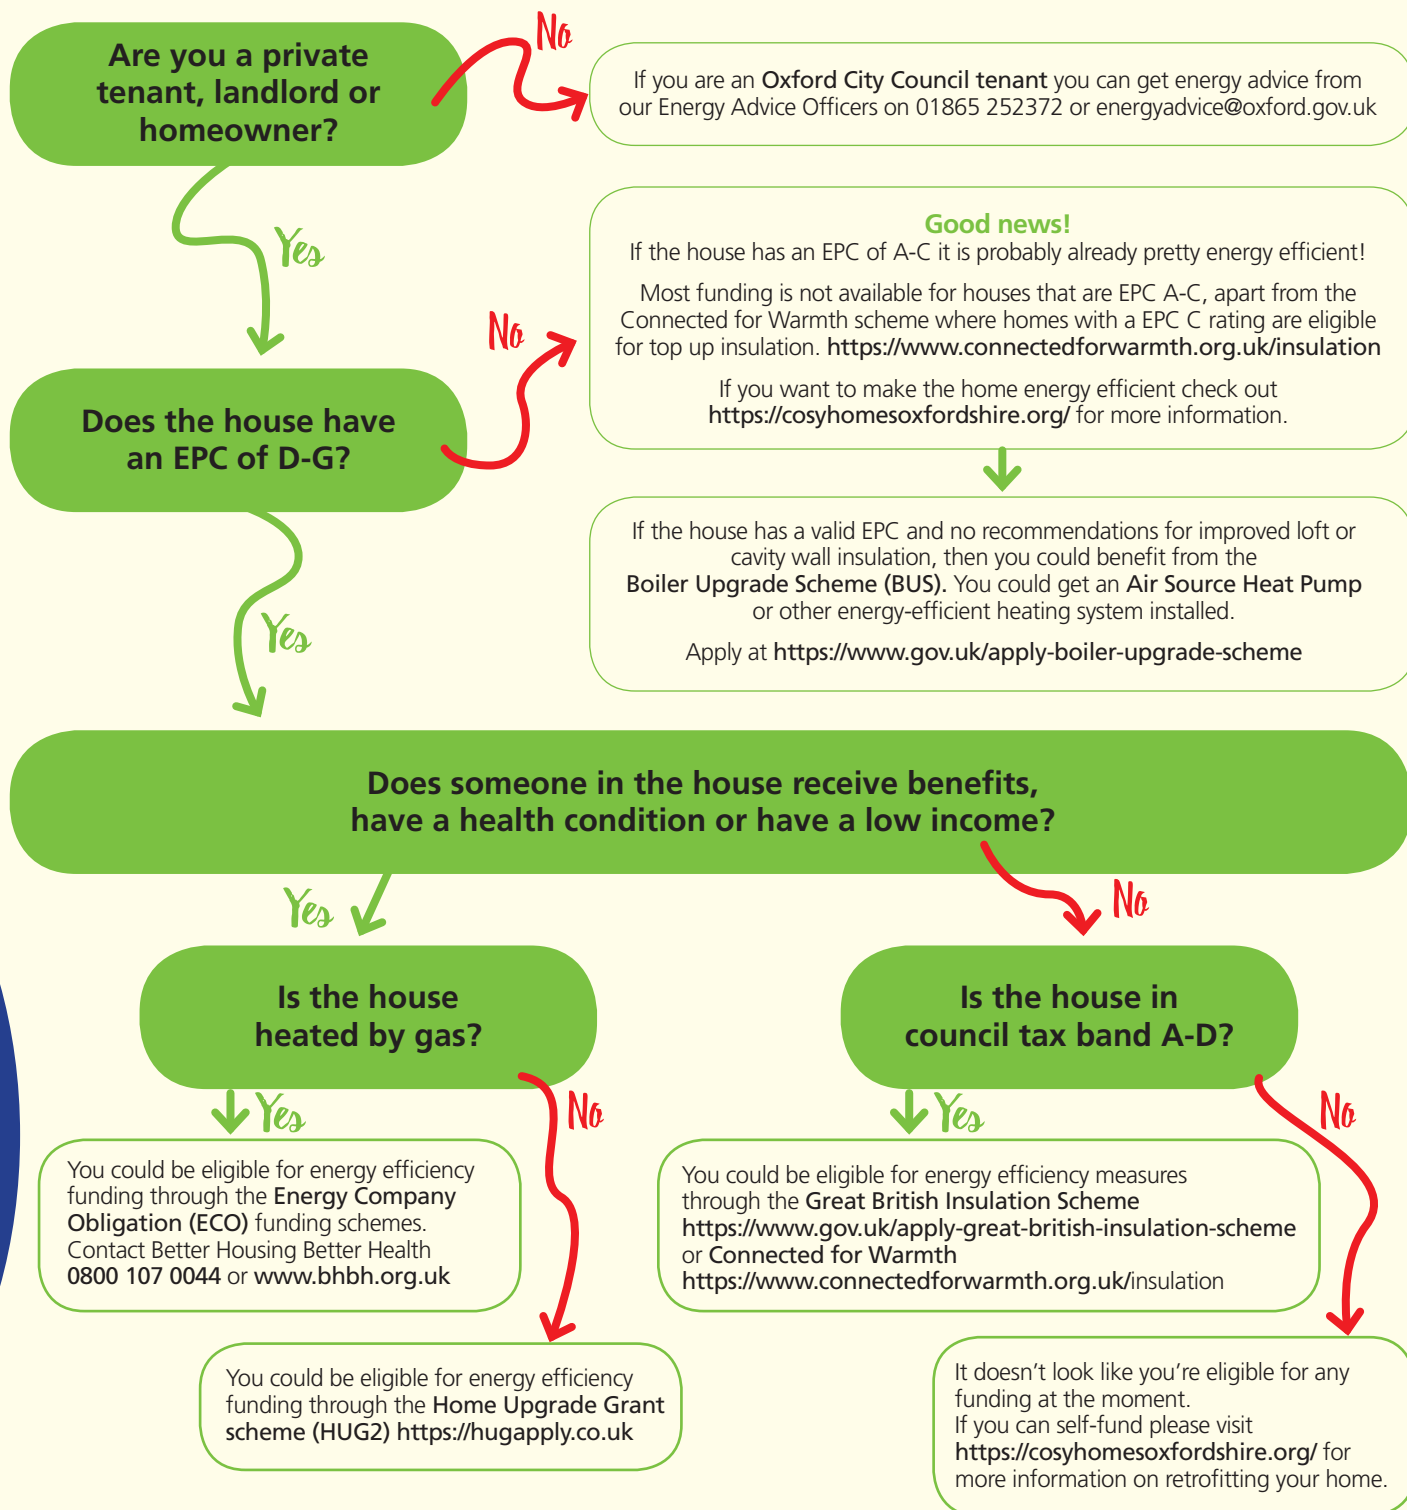 Are you a private
tenant, landlord or
homeowner?
No
If you are an Oxford City Council tenant you can get energy advice from
our Energy Advice Officers on 01865 252372 or energyadvice@oxford.gov.uk
Yes
Good news!
If the house has an EPC of A-C it is probably already pretty energy efficient!
Most funding is not available for houses that are EPC A-C, apart from the
Connected for Warmth scheme where homes with a EPC C rating are eligible
for top up insulation. https://www.connectedforwarmth.org.uk/insulation
If you want to make the home energy efficient check out
https://cosyhomesoxfordshire.org/ for more information.
No
Does the house have
an EPC of D-G?
If the house has a valid EPC and no recommendations for improved loft or
cavity wall insulation, then you could benefit from the
Boiler Upgrade Scheme (BUS). You could get an Air Source Heat Pump
or other energy-efficient heating system installed.
Apply at https://www.gov.uk/apply-boiler-upgrade-scheme
Yes
Does someone in the house receive benefits,
have a health condition or have a low income?
Yes
No
Is the house
heated by gas?
Is the house in
council tax band A-D?
Yes
No
Yes
No
You could be eligible for energy efficiency
funding through the Energy Company
Obligation (ECO) funding schemes.
Contact Better Housing Better Health
0800 107 0044 or www.bhbh.org.uk
You could be eligible for energy efficiency measures
through the Great British Insulation Scheme
https://www.gov.uk/apply-great-british-insulation-scheme
or Connected for Warmth
https://www.connectedforwarmth.org.uk/insulation
You could be eligible for energy efficiency
funding through the Home Upgrade Grant
scheme (HUG2) https://hugapply.co.uk
It doesn't look like you're eligible for any
funding at the moment.
If you can self-fund please visit
https://cosyhomesoxfordshire.org/ for
more information on retrofitting your home.